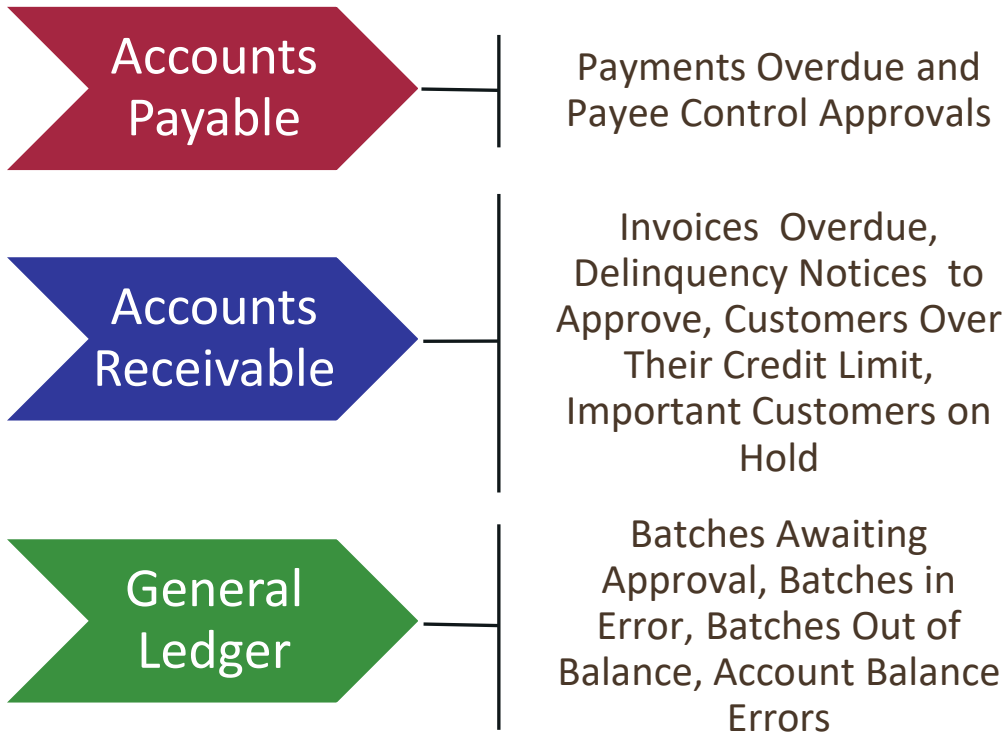 Accounts
Payable
Payments Overdue and
Payee Control Approvals
Accounts
Receivable
Invoices  Overdue,
Delinquency Notices  to
Approve, Customers Over
Their Credit Limit,
Important Customers on
Hold
General
Ledger
Batches Awaiting
Approval, Batches in
Error, Batches Out of
Balance, Account Balance
Errors